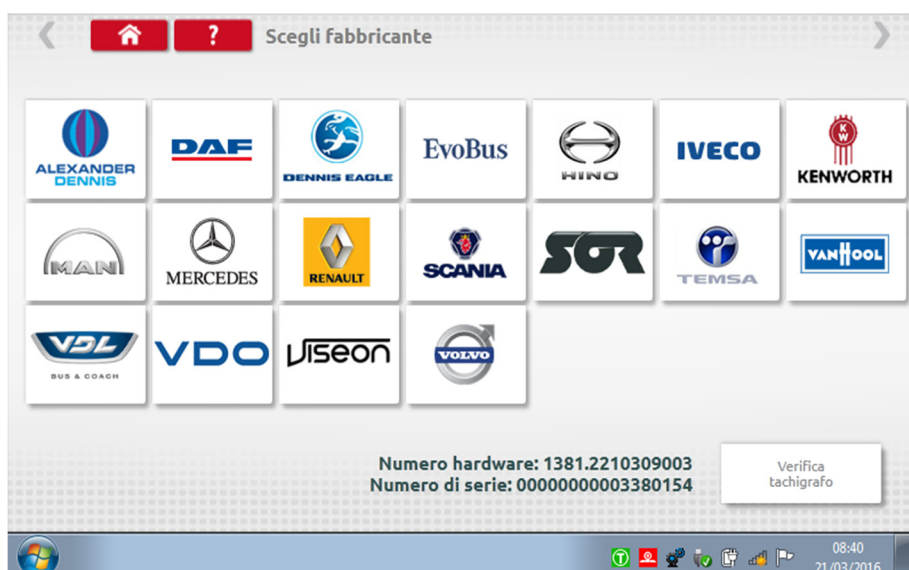 ? Scegli fabbricante
ALEXANDER
DENNIS
DAF
DENNIS EAGLE
EvoBus
HINO
IVECO
KW
KENWORTH
MAN
MERCEDES
RENAULT
SCANIA
SOR
TEMSA
VANHOOL
VDL
BUS & COACH
VDO
VISEON
VOLVO
Numero hardware: 1381.2210309003
Numero di serie: 00000000003380154
Verifica
tachigrafo
T
08:40
21/03/2016